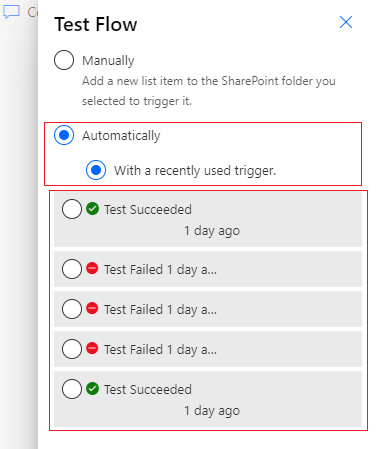 Test Flow
Manually
Add a new list item to the SharePoint folder you
selected to trigger it.
Automatically
With a recently used trigger.
Test Succeeded
1 day ago
Test Failed 1 day a...
Test Failed 1 day a...
Test Failed 1 day a...
Test Succeeded
1 day ago